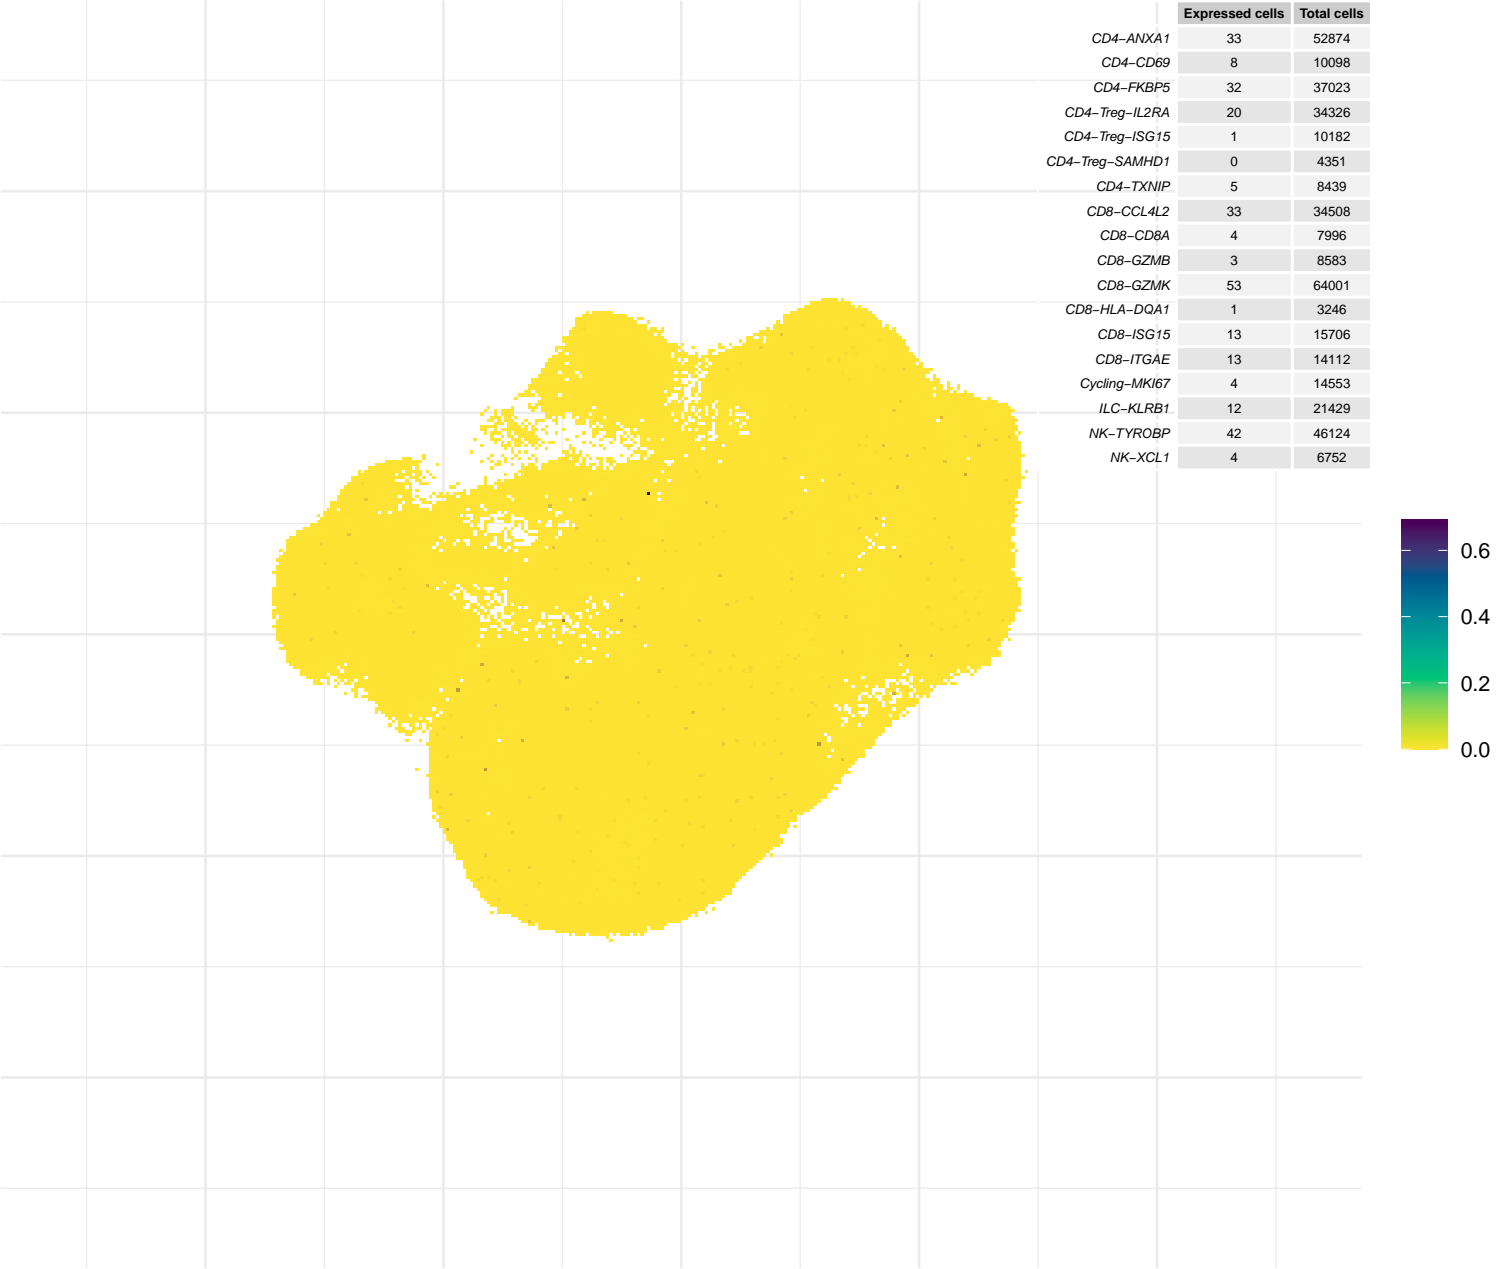 Expressed cells Total cells
CD4−ANXA1 33 52874
CD4−CD69 8 10098
CD4−FKBP5 32 37023
CD4−Treg−IL2RA 20 34326
CD4−Treg−ISG15 1 10182
CD4−Treg−SAMHD1 0 4351
CD4−TXNIP 5 8439
CD8−CCL4L2 33 34508
CD8−CD8A 4 7996
CD8−GZMB 3 8583
CD8−GZMK 53 64001
CD8−HLA−DQA1 1 3246
CD8−ISG15 13 15706
CD8−ITGAE 13 14112
Cycling−MKI67 4 14553
ILC−KLRB1 12 21429
NK−TYROBP 42 46124
NK−XCL1 4 6752
0.6
0.4
0.2
0.0